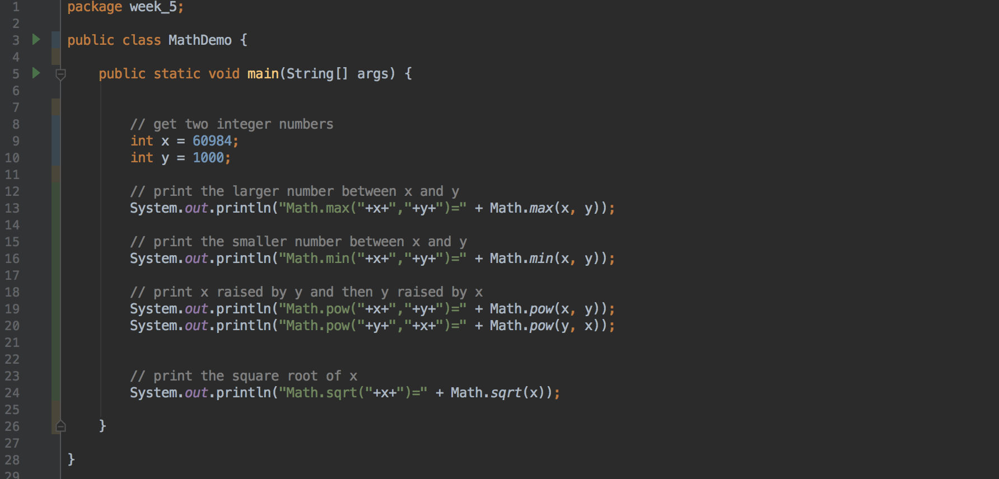 1 package week_5;
2
3 public class MathDemo {
4
5 public static void main(String[] args) {
6
7
8 // get two integer numbers
9 int x = 60984;
10 int y = 1000;
11
12 // print the larger number between x and y
13 System.out.println("Math.max("+x+","+y+")=" + Math.max(x, y));
14
15 // print the smaller number between x and y
16 System.out.println("Math.min("+x+","+y+")=" + Math.min(x, y));
17
18 // print x raised by y and then y raised by x
19 System.out.println("Math.pow("+x+","+y+")=" + Math.pow(x, y));
20 System.out.println("Math.pow("+y+","+x+")=" + Math.pow(y, x));
21
22
23 // print the square root of x
24 System.out.println("Math.sqrt("+x+")=" + Math.sqrt(x));
25
26 }
27
28 }
29